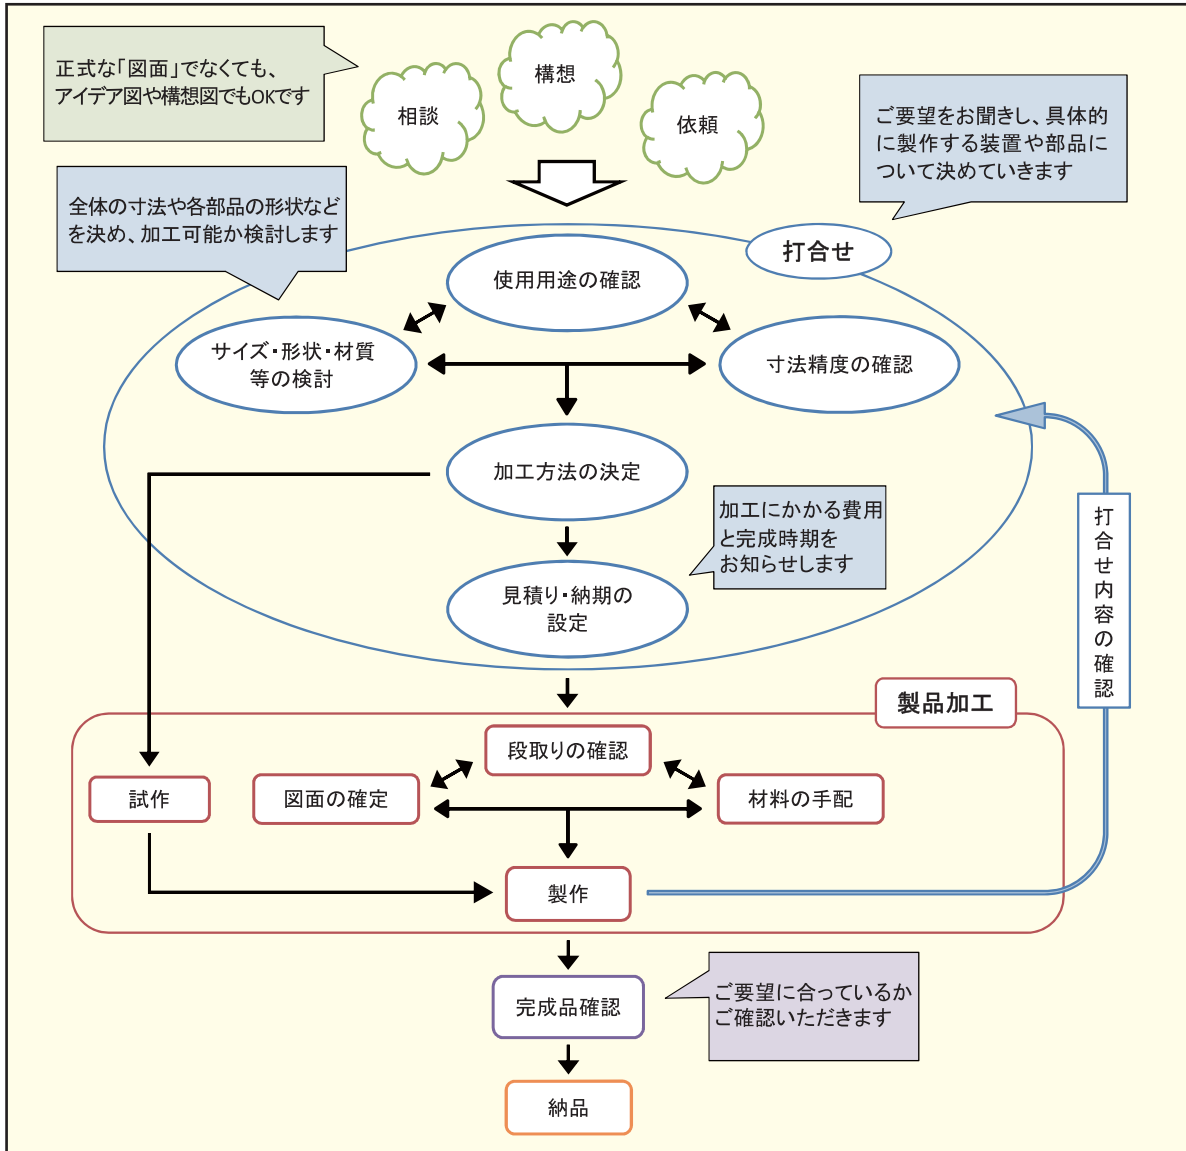 正式な「図面」でなくても、
アイデア図や構想図でもOKです
相談
構想
依頼
ご要望をお聞きし、具体的
に製作する装置や部品に
ついて決めていきます
全体の寸法や各部品の形状など
を決め、加工可能か検討します
打合せ
使用用途の確認
サイズ・形状・材質
等の検討
寸法精度の確認
加工方法の決定
加工にかかる費用
と完成時期を
お知らせします
見積り・納期の
設定
打合せ内容の確認
製品加工
段取りの確認
試作
図面の確定
材料の手配
製作
完成品確認
ご要望に合っているか
ご確認いただきます
納品